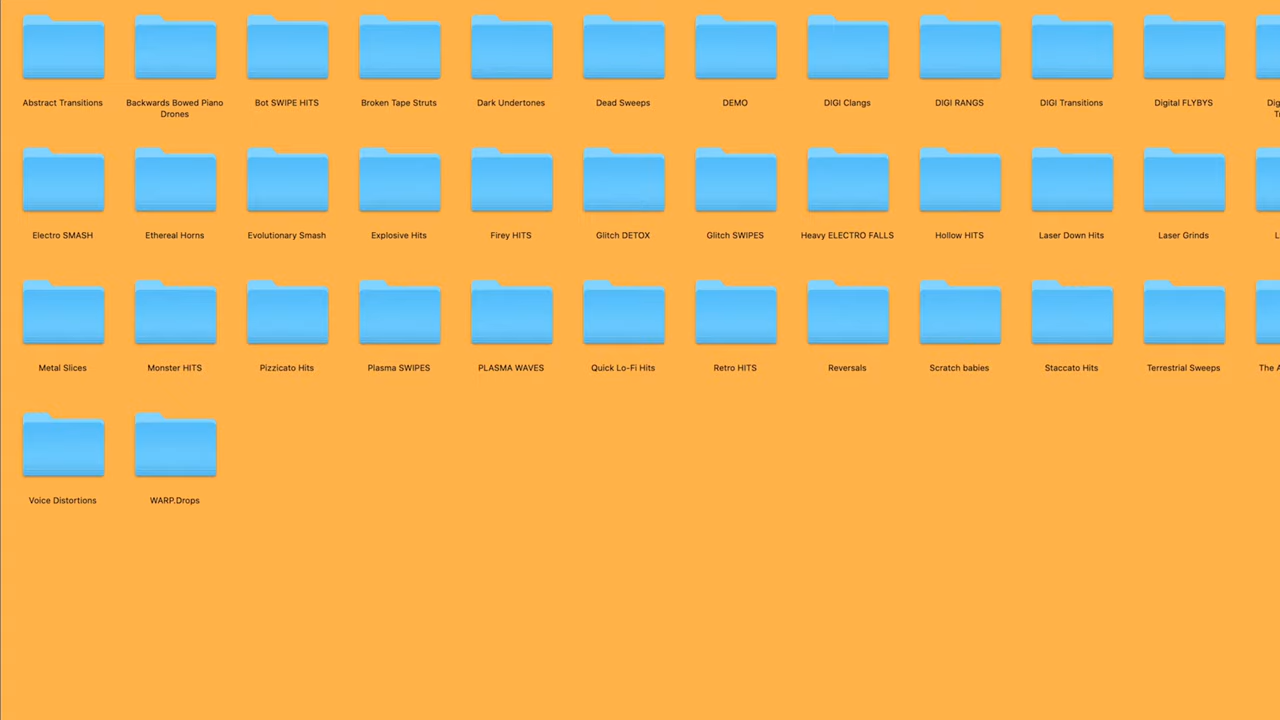 Abstract Transitions
Backwards Bowed Piano
Drones
Bot SWIPE HITS
Broken Tape Struts
Dark Undertones
Dead Sweeps
DEMO
DIGI Clangs
DIGI RANGS
DIGI Transitions
Digital FLYBYS
Electro SMASH
Ethereal Horns
Evolutionary Smash
Explosive Hits
Firey HITS
Glitch DETOX
Glitch SWIPES
Heavy ELECTRO FALLS
Hollow HITS
Laser Down Hits
Laser Grinds
Metal Slices
Monster HITS
Pizzicato Hits
Plasma SWIPES
PLASMA WAVES
Quick Lo-Fi Hits
Retro HITS
Reversals
Scratch babies
Staccato Hits
Terrestrial Sweeps
The
Voice Distortions
WARP.Drops